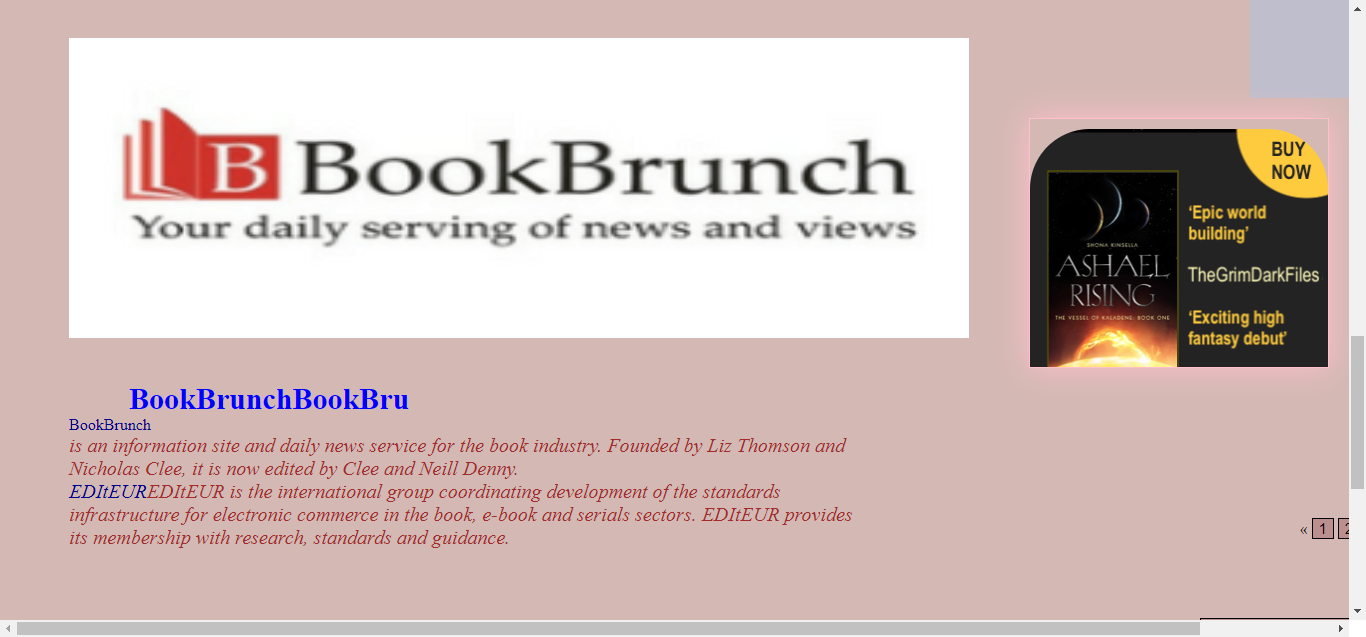 B BookBrunch
Your daily serving of news and views
BUY
NOW
'Epic world
building'
TheGrimDarkFiles
'Exciting high
fantasy debut'
SHONA KINSELLA
ASHAEL
RISING
THE VESSEL OF KALADENE: BOOK ONE
BookBrunchBookBru
BookBrunch
is an information site and daily news service for the book industry. Founded by Liz Thomson and
Nicholas Clee, it is now edited by Clee and Neill Denny.
EDItEUREDItEUR is the international group coordinating development of the standards
infrastructure for electronic commerce in the book, e-book and serials sectors. EDItEUR provides
its membership with research, standards and guidance.
« 1 2